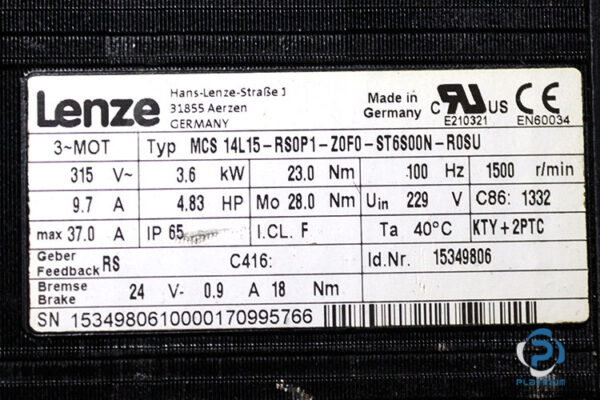 Lenze
Hans-Lenze-Straße 1
31855 Aerzen
GERMANY
Made in
Germany
C RU US CE
E210321 EN60034
3~MOT Typ MCS 14L15-RS0P1-Z0F0-ST6S00N-R0SU
315 V~ 3.6 kW 23.0 Nm 100 Hz 1500 r/min
9.7 A 4.83 HP Mo 28.0 Nm Uin 229 V C86: 1332
max 37.0 A IP 65 I.CL. F Ta 40°C KTY+2PTC
Geber
Feedback RS C416: Id.Nr. 15349806
Bremse
Brake 24 V- 0.9 A 18 Nm
SN 1534980610000170995766
PLATINUM